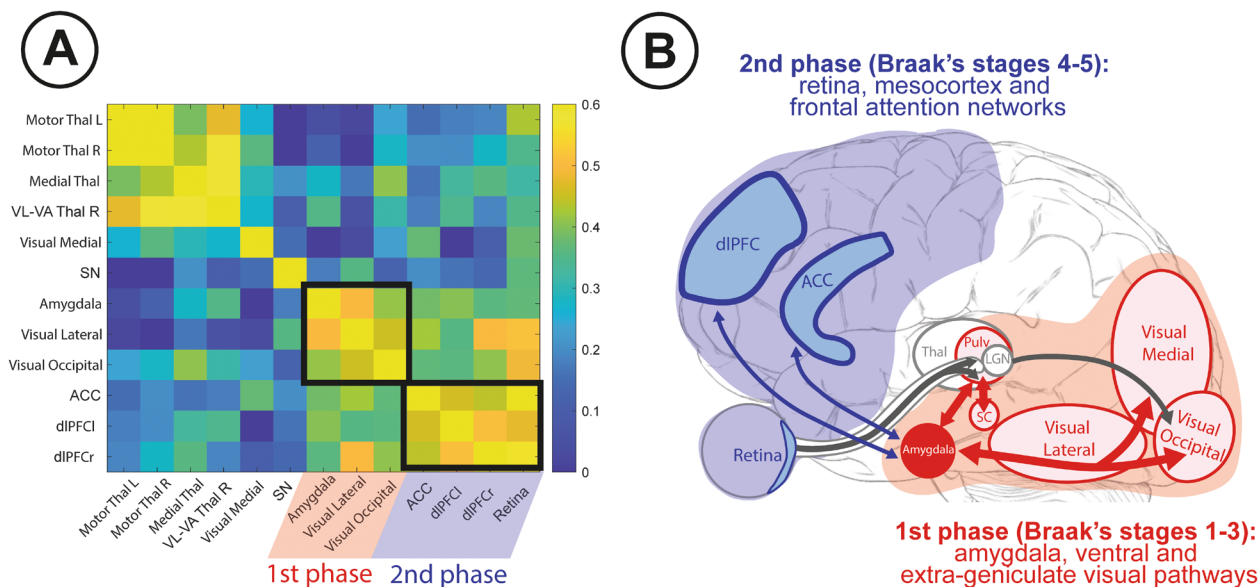 A
Motor Thal L
Motor Thal R
Medial Thal
VL-VA Thal R
Visual Medial
SN
Amygdala
Visual Lateral
Visual Occipital
ACC
dlPFCl
dlPFCr
0.6
0.5
0.4
0.3
0.2
0.1
0
Motor Thal L
Motor Thal R
Medial Thal
VL-VA Thal R
Visual Medial
SN
Amygdala
Visual Lateral
Visual Occipital
ACC
dlPFCl
dlPFCr
Retina
1st phase
2nd phase
B
2nd phase (Braak's stages 4-5):
retina, mesocortex and
frontal attention networks
dlPFC
ACC
Thal
Pulv
LGN
SC
Retina
Amygdala
Visual
Lateral
Visual
Medial
Visual
Occipital
1st phase (Braak's stages 1-3):
amygdala, ventral and
extra-geniculate visual pathways